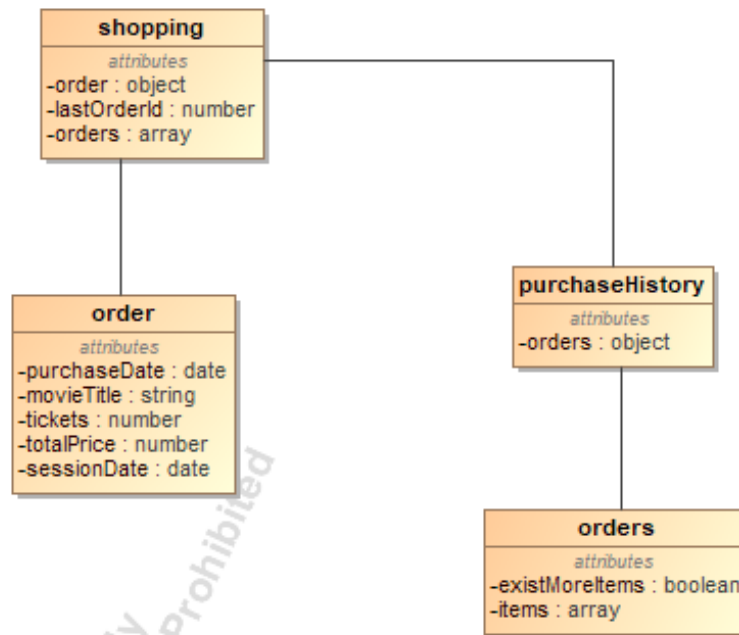 shopping
attributes
-order : object
-lastOrderId : number
-orders : array
order
attributes
-purchaseDate : date
-movieTitle : string
-tickets : number
-totalPrice : number
-sessionDate : date
purchaseHistory
attributes
-orders : object
orders
attributes
-existMoreItems : boolean
-items : array
Prohibited